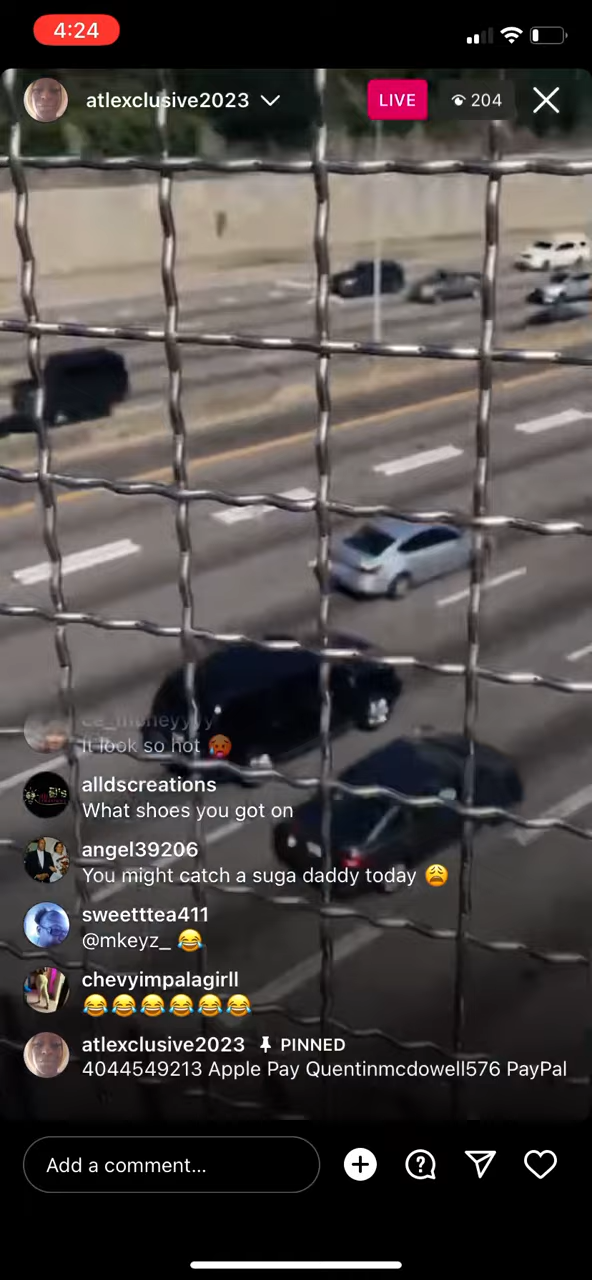 4:24
atlexclusive2023
LIVE
204
ce_moneyyyy
It look so hot 🥵
alldscreations
What shoes you got on
angel39206
You might catch a suga daddy today 😩
sweetttea411
@mkeyz_ 😂
chevyimpalagirll
😂😂😂😂😂😂
atlexclusive2023 PINNED
4044549213 Apple Pay Quentinmcdowell576 PayPal
Add a comment...